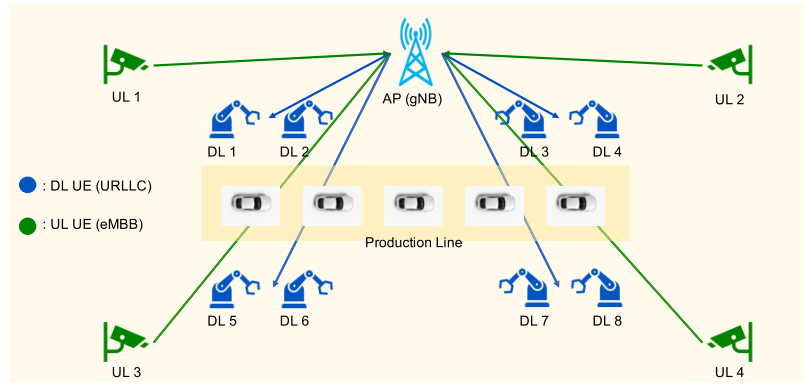 UL 1
AP (gNB)
UL 2
DL 1
DL 2
DL 3
DL 4
: DL UE (URLLC)
: UL UE (eMBB)
Production Line
DL 5
DL 6
DL 7
DL 8
UL 3
UL 4